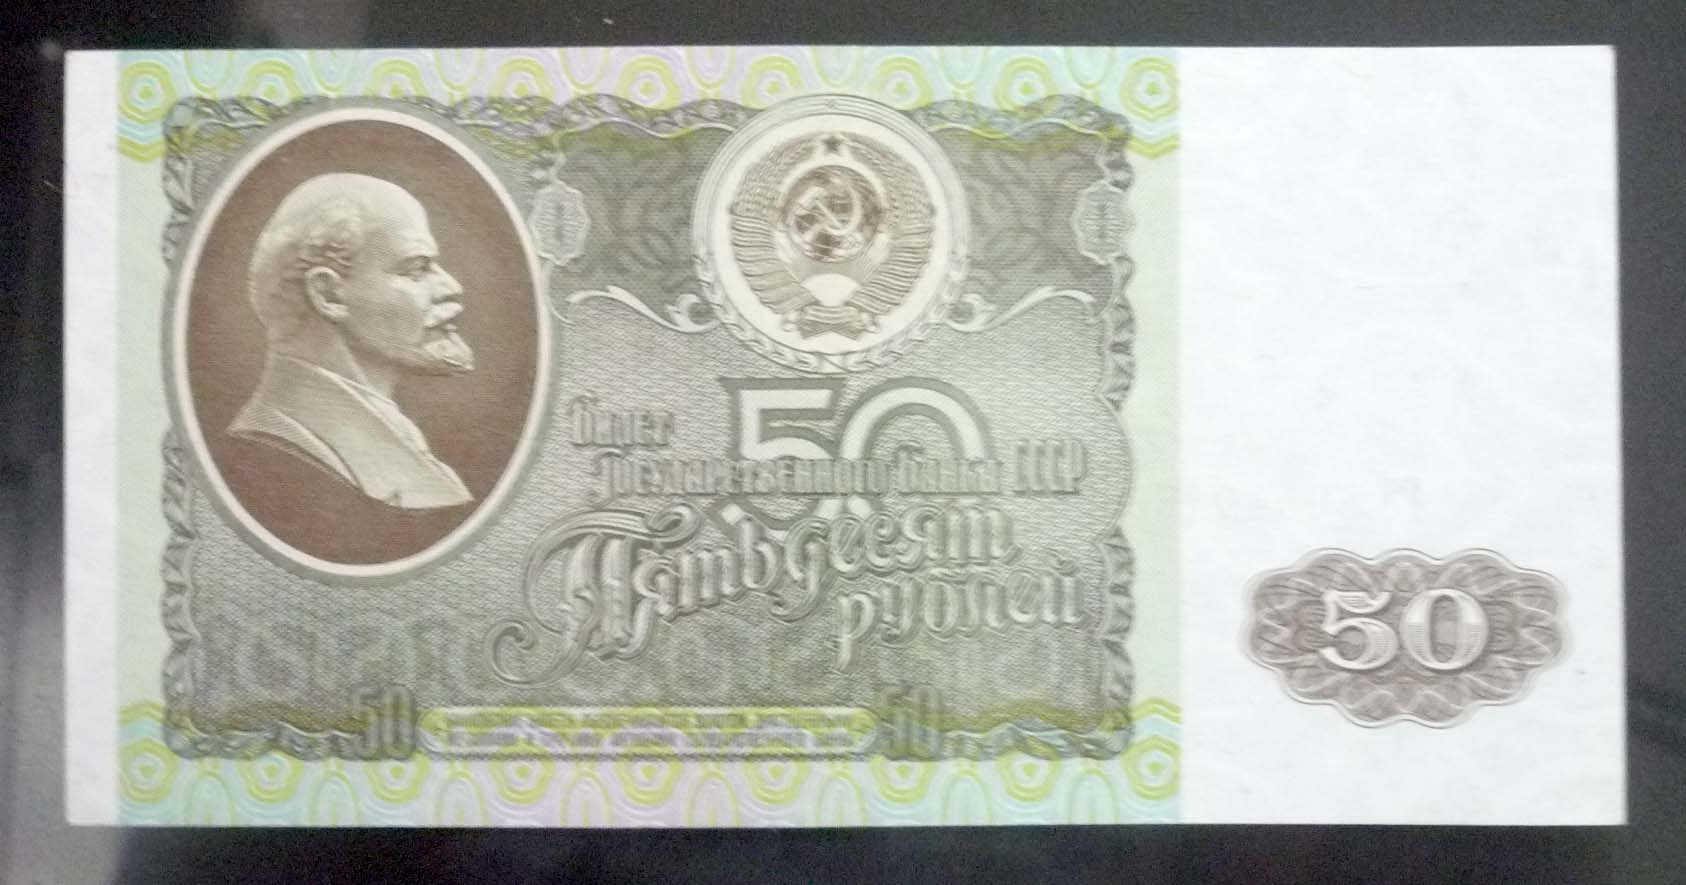 50
Билет
Государственного Банка СССР
Пятьдесят
рублей
50
50
50